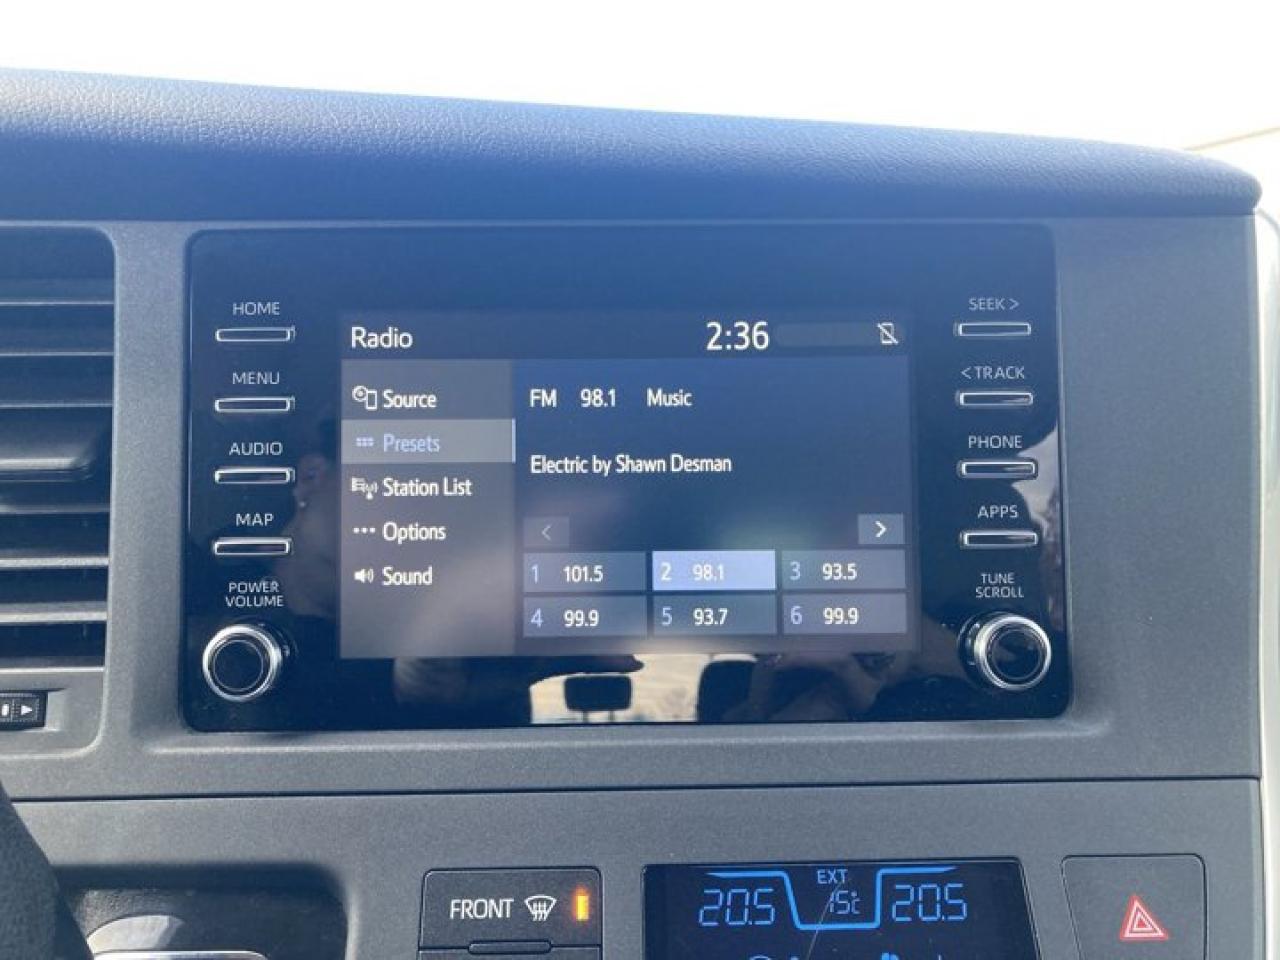 HOME
MENU
AUDIO
MAP
POWER
VOLUME
Radio
2:36
Source
Presets
Station List
Options
Sound
FM 98.1 Music
Electric by Shawn Desman
<
>
1 101.5
2 98.1
3 93.5
4 99.9
5 93.7
6 99.9
SEEK >
< TRACK
PHONE
APPS
TUNE
SCROLL
FRONT
20.5
EXT
15c
20.5